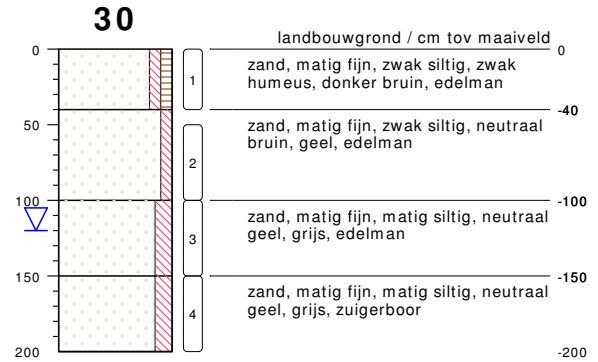 30
landbouwgrond / cm tov maaiveld
0
0
zand, matig fijn, zwak siltig, zwak
humeus, donker bruin, edelman
1
-40
50
zand, matig fijn, zwak siltig, neutraal
bruin, geel, edelman
2
100
-100
zand, matig fijn, matig siltig, neutraal
geel, grijs, edelman
3
150
-150
zand, matig fijn, matig siltig, neutraal
geel, grijs, zuigerboor
4
200
-200